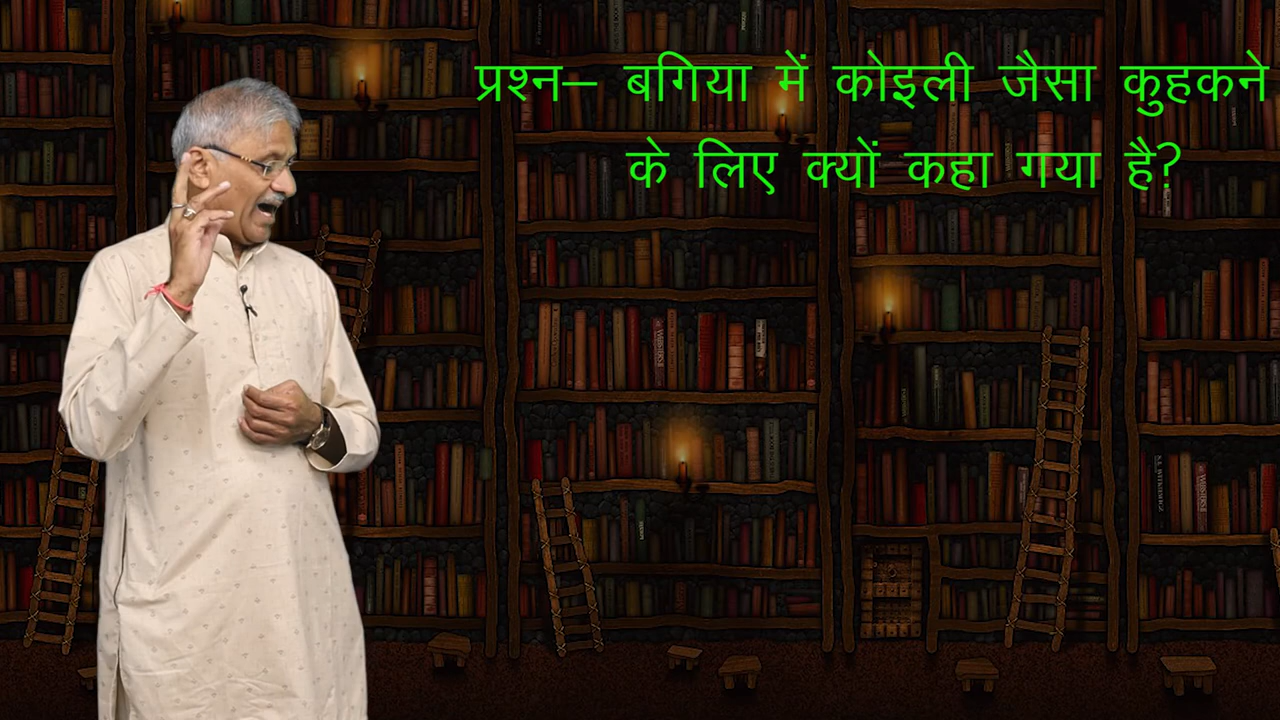 प्रश्न– बगिया में कोइली जैसा कुहकने
के लिए क्यों कहा गया है?